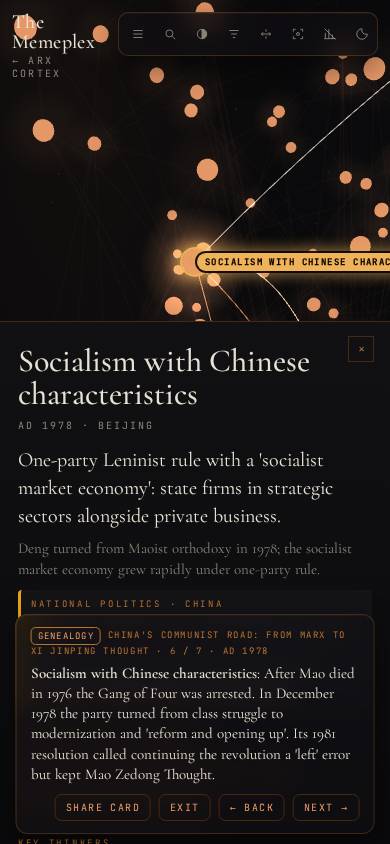 The
Memeplex
← ARX
CORTEX
SOCIALISM WITH CHINESE CHARAC
×
Socialism with Chinese
characteristics
AD 1978 · BEIJING
One-party Leninist rule with a 'socialist
market economy': state firms in strategic
sectors alongside private business.
Deng turned from Maoist orthodoxy in 1978; the socialist
market economy grew rapidly under one-party rule.
NATIONAL POLITICS · CHINA
GENEALOGY CHINA'S COMMUNIST ROAD: FROM MARX TO
XI JINPING THOUGHT · 6 / 7 · AD 1978
Socialism with Chinese characteristics: After Mao died
in 1976 the Gang of Four was arrested. In December
1978 the party turned from class struggle to
modernization and 'reform and opening up'. Its 1981
resolution called continuing the revolution a 'left' error
but kept Mao Zedong Thought.
SHARE CARD EXIT ← BACK NEXT →
KEY THINKERS